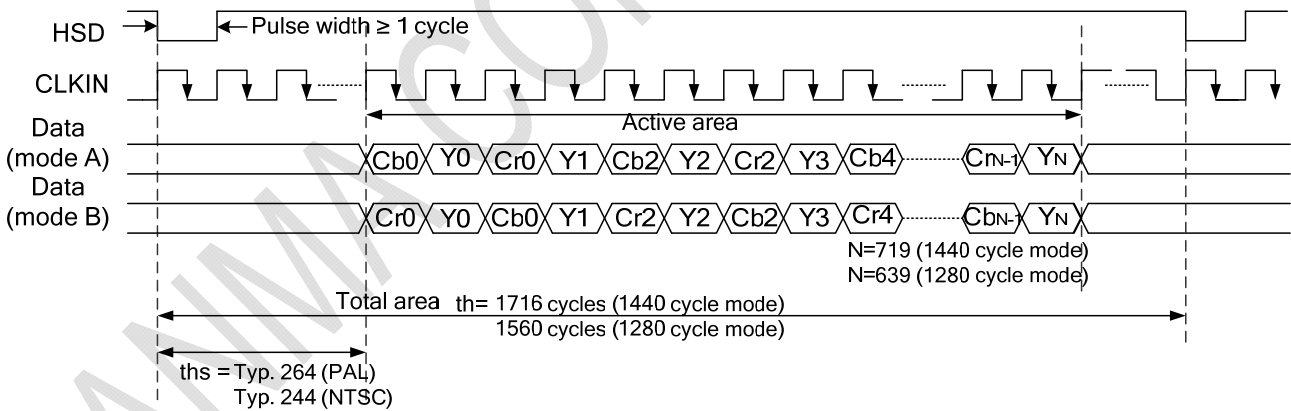 HSD
Pulse width ≥ 1 cycle
CLKIN
Active area
Data
(mode A)
Cb0 Y0 Cr0 Y1 Cb2 Y2 Cr2 Y3 Cb4 CrN-1 YN
Data
(mode B)
Cr0 Y0 Cb0 Y1 Cr2 Y2 Cb2 Y3 Cr4 CbN-1 YN
N=719 (1440 cycle mode)
N=639 (1280 cycle mode)
Total area th= 1716 cycles (1440 cycle mode)
1560 cycles (1280 cycle mode)
ths = Typ. 264 (PAL)
Typ. 244 (NTSC)